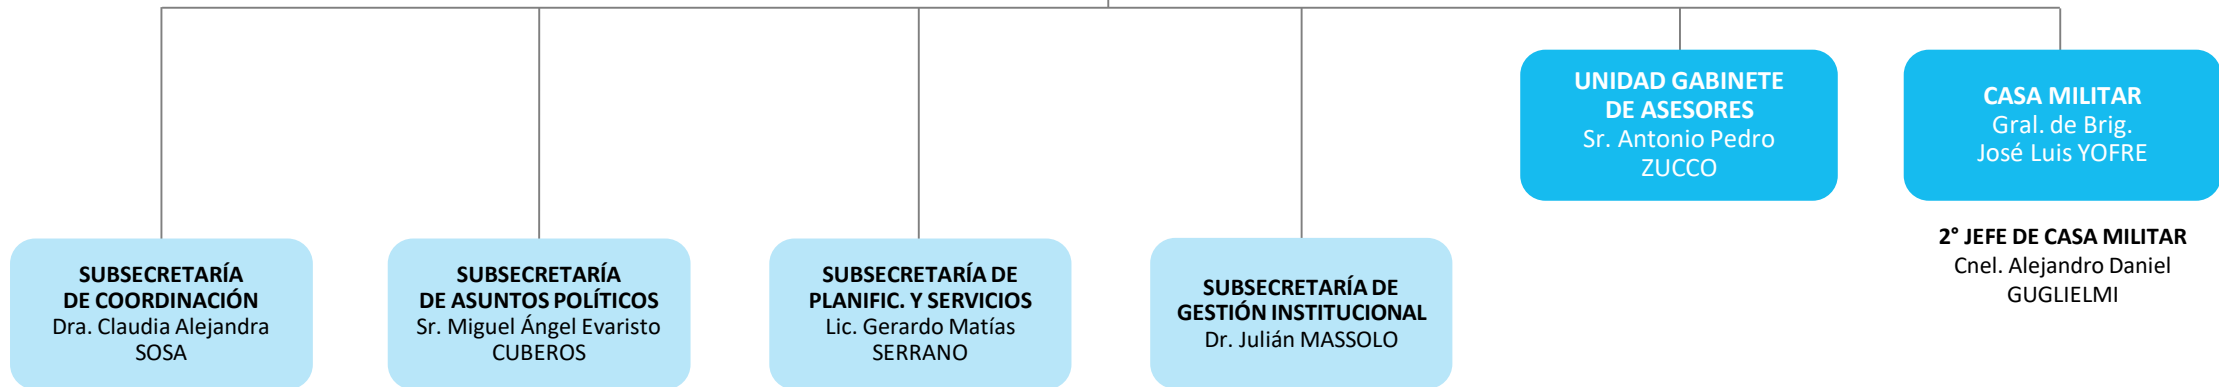 UNIDAD GABINETE
DE ASESORES
Sr. Antonio Pedro
ZUCCO
CASA MILITAR
Gral. de Brig.
José Luis YOFRE
2° JEFE DE CASA MILITAR
Cnel. Alejandro Daniel
GUGLIELMI
SUBSECRETARÍA
DE COORDINACIÓN
Dra. Claudia Alejandra
SOSA
SUBSECRETARÍA
DE ASUNTOS POLÍTICOS
Sr. Miguel Ángel Evaristo
CUBEROS
SUBSECRETARÍA DE
PLANIFIC. Y SERVICIOS
Lic. Gerardo Matías
SERRANO
SUBSECRETARÍA DE
GESTIÓN INSTITUCIONAL
Dr. Julián MASSOLO